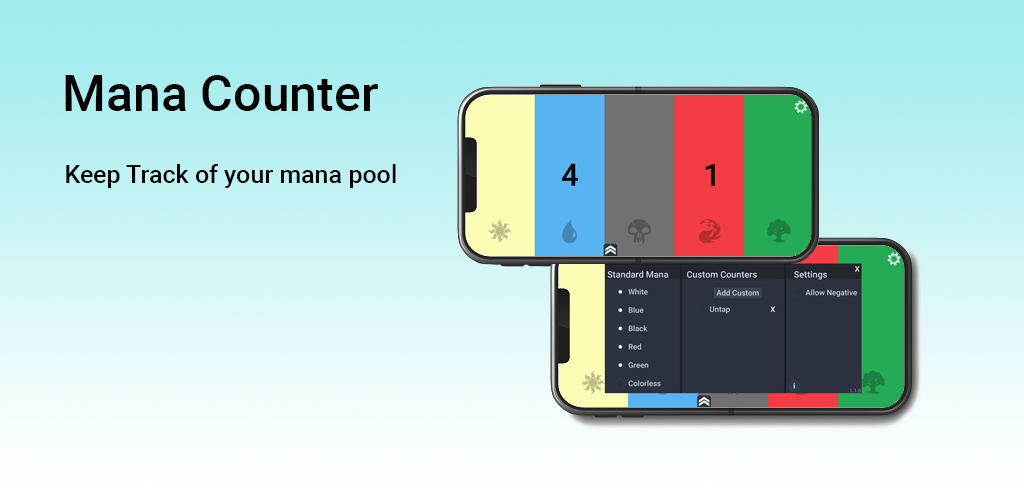 Mana Counter
Keep Track of your mana pool
4 1
Standard Mana
White
Blue
Black
Red
Green
Colorless
Custom Counters
Add Custom
Untap X
Settings X
Allow Negative
i